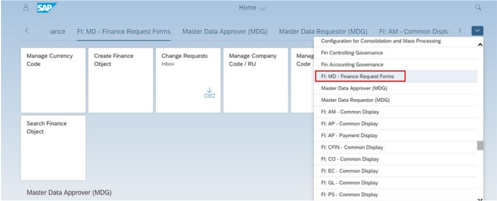 SAP
Home
ance
FI: MD - Finance Request Forms
Master Data Approver (MDG)
Master Data Requestor (MDG)
FI: AM - Common Displ
Manage Currency
Code
Create Finance
Object
Change Requests
Inbox
Manage Company
Code / RU
Manag
Code
Search Finance
Object
Master Data Approver (MDG)
Configuration for Consolidation and Mass Processing
Fin Controlling Governance
Fin Accounting Governance
FI: MD - Finance Request Forms
Master Data Approver (MDG)
Master Data Requestor (MDG)
FI: AM - Common Display
FI: AP - Common Display
FI: AP - Payment Display
FI: CFIN - Common Display
FI: CO - Common Display
FI: EC - Common Display
FI: GL - Common Display
FI: PS - Common Display